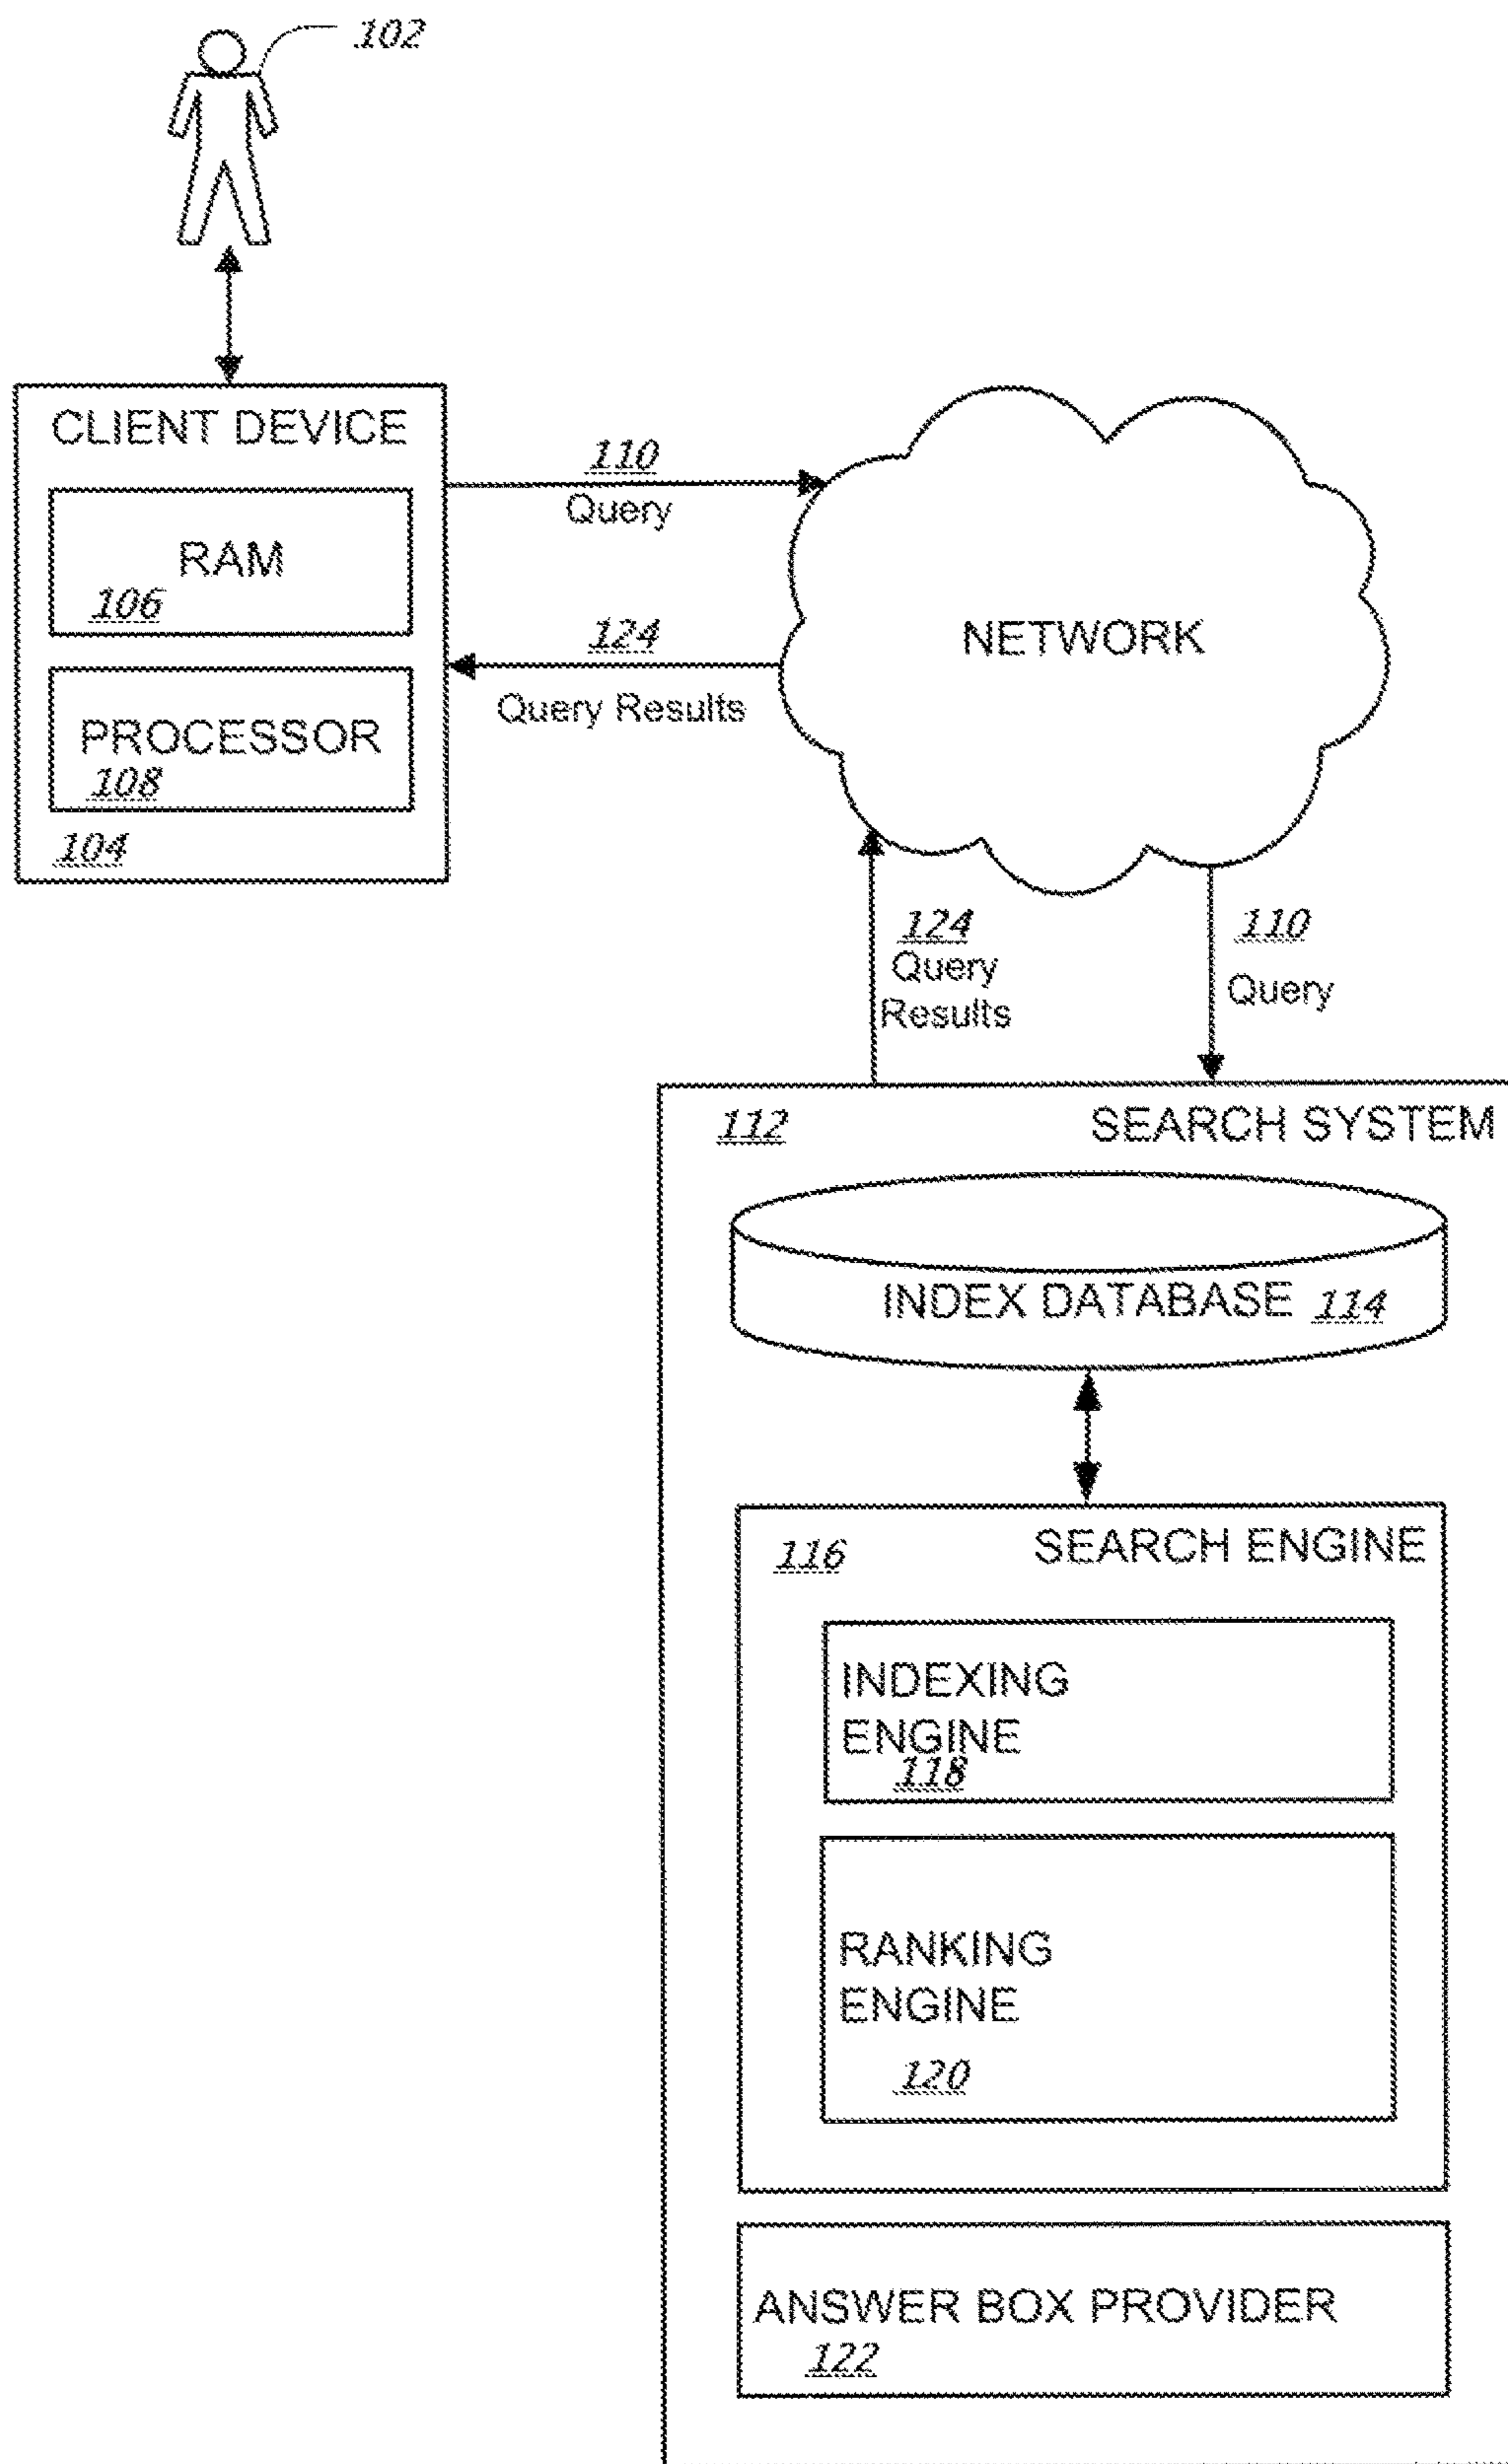 102
CLIENT DEVICE
RAM
106
PROCESSOR
108
104
110
Query
124
Query Results
NETWORK
124
Query
Results
110
Query
112 SEARCH SYSTEM
INDEX DATABASE 114
116 SEARCH ENGINE
INDEXING
ENGINE
118
RANKING
ENGINE
120
ANSWER BOX PROVIDER
122